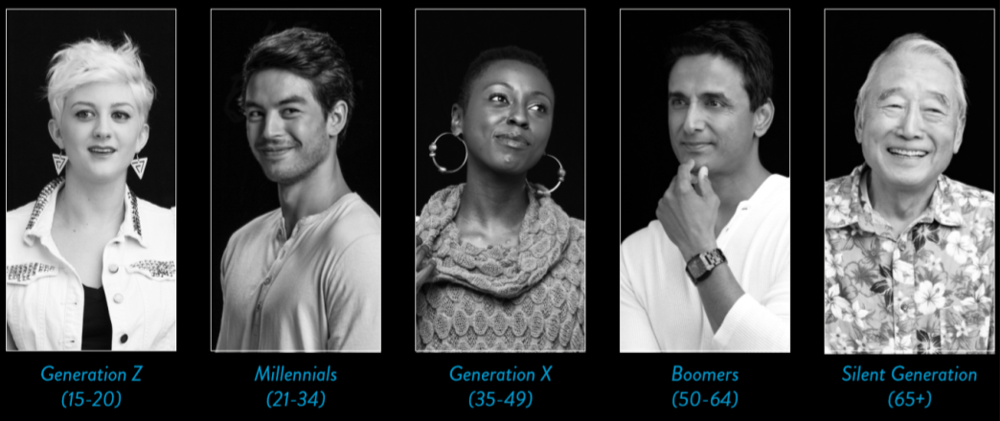 Generation Z
(15-20)
Millennials
(21-34)
Generation X
(35-49)
Boomers
(50-64)
Silent Generation
(65+)